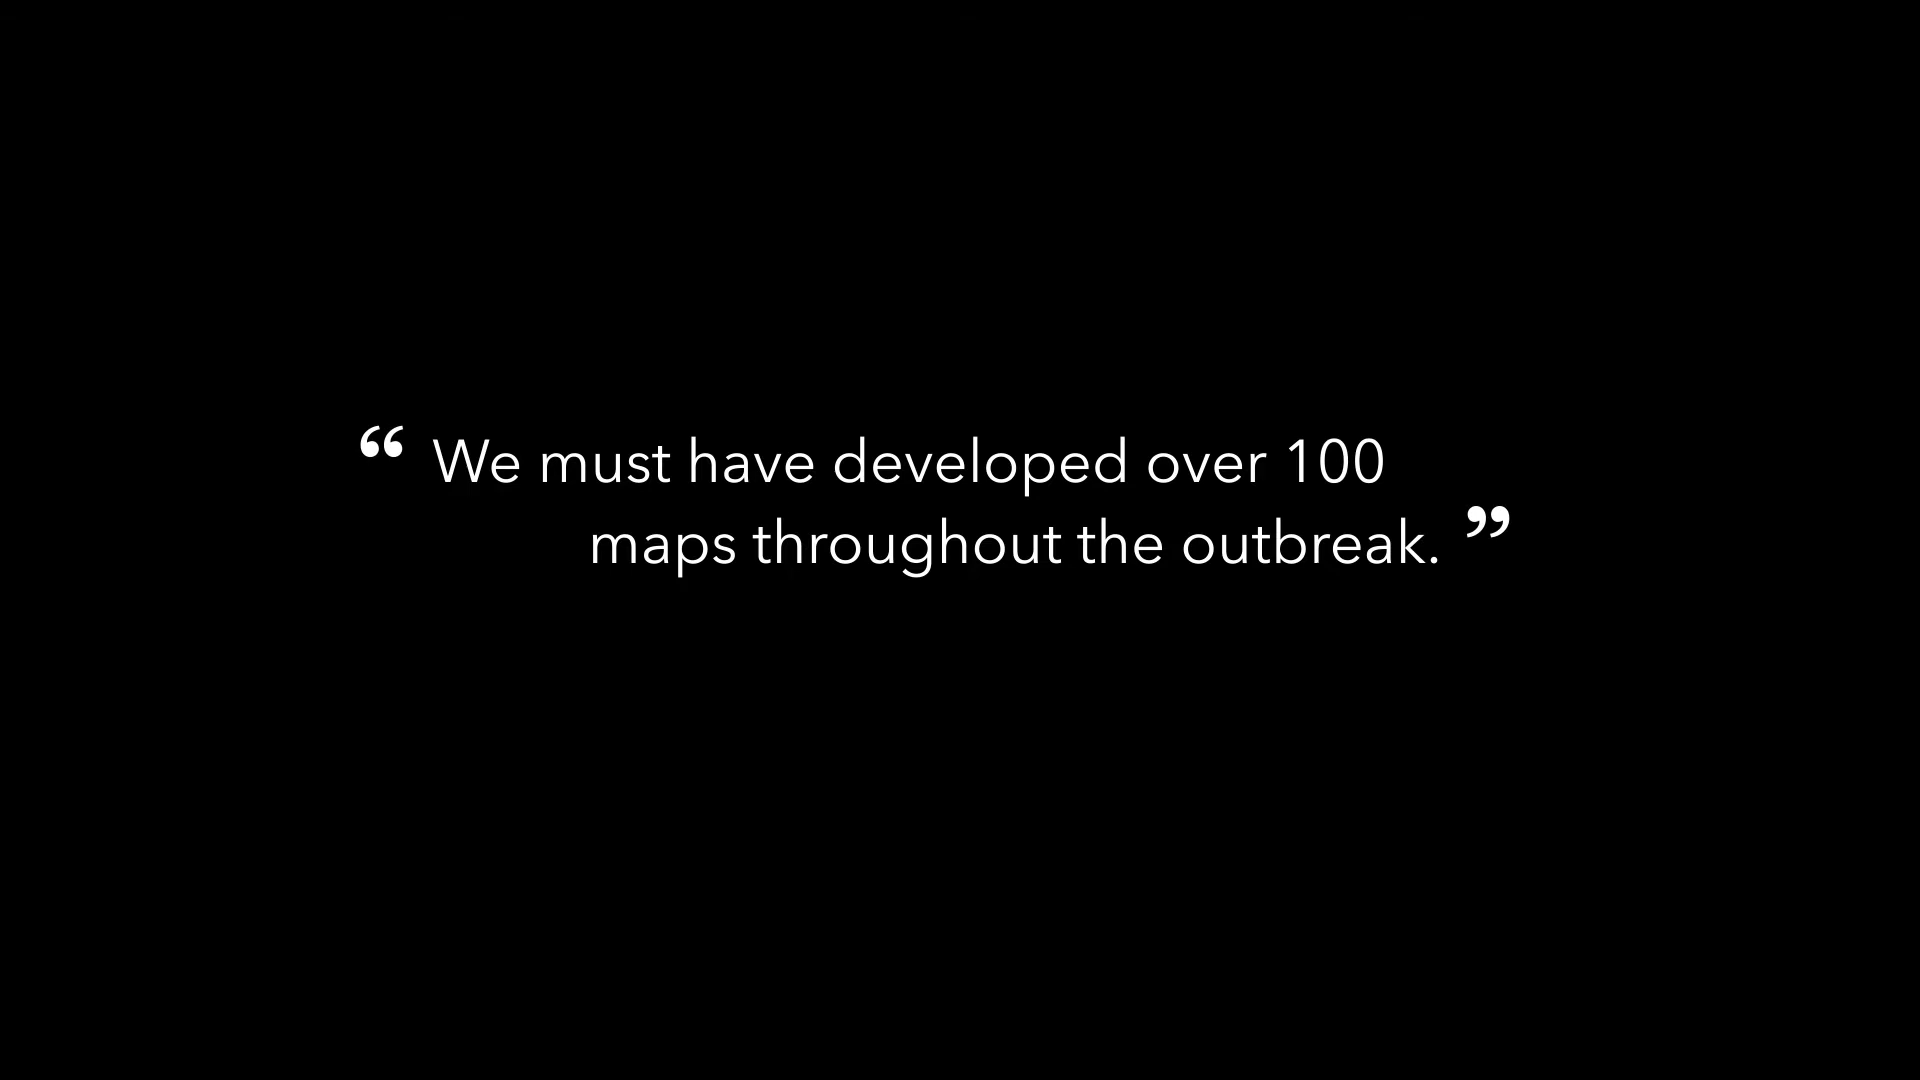 “ We must have developed over 100
maps throughout the outbreak. ”